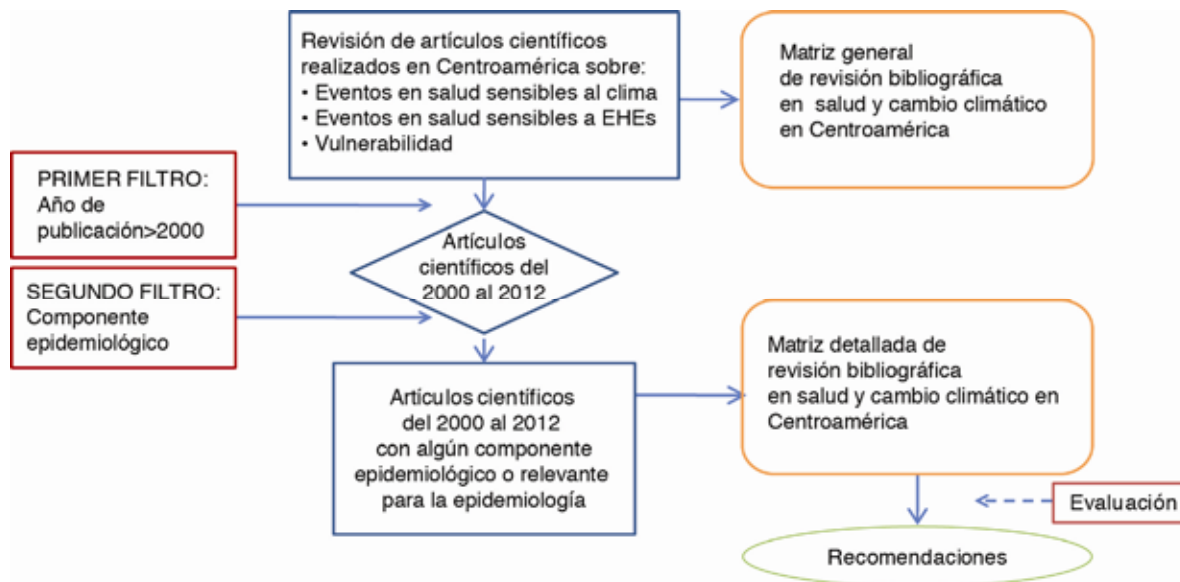 Revisión de artículos científicos
realizados en Centroamérica sobre:
• Eventos en salud sensibles al clima
• Eventos en salud sensibles a EHEs
• Vulnerabilidad
Matriz general
de revisión bibliográfica
en salud y cambio climático
en Centroamérica
PRIMER FILTRO:
Año de
publicación>2000
Artículos
científicos del
2000 al 2012
SEGUNDO FILTRO:
Componente
epidemiológico
Artículos científicos
del 2000 al 2012
con algún componente
epidemiológico o relevante
para la epidemiología
Matriz detallada de
revisión bibliográfica
en salud y cambio climático en
Centroamérica
Evaluación
Recomendaciones